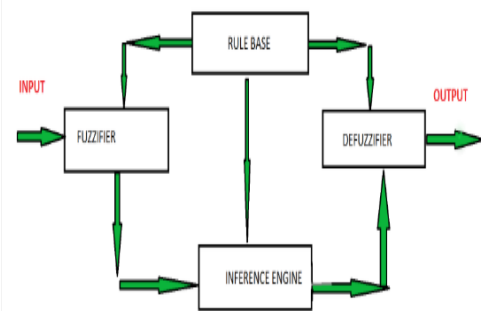 RULE BASE
INPUT
OUTPUT
FUZZIFIER
DEFUZZIFIER
INFERENCE ENGINE